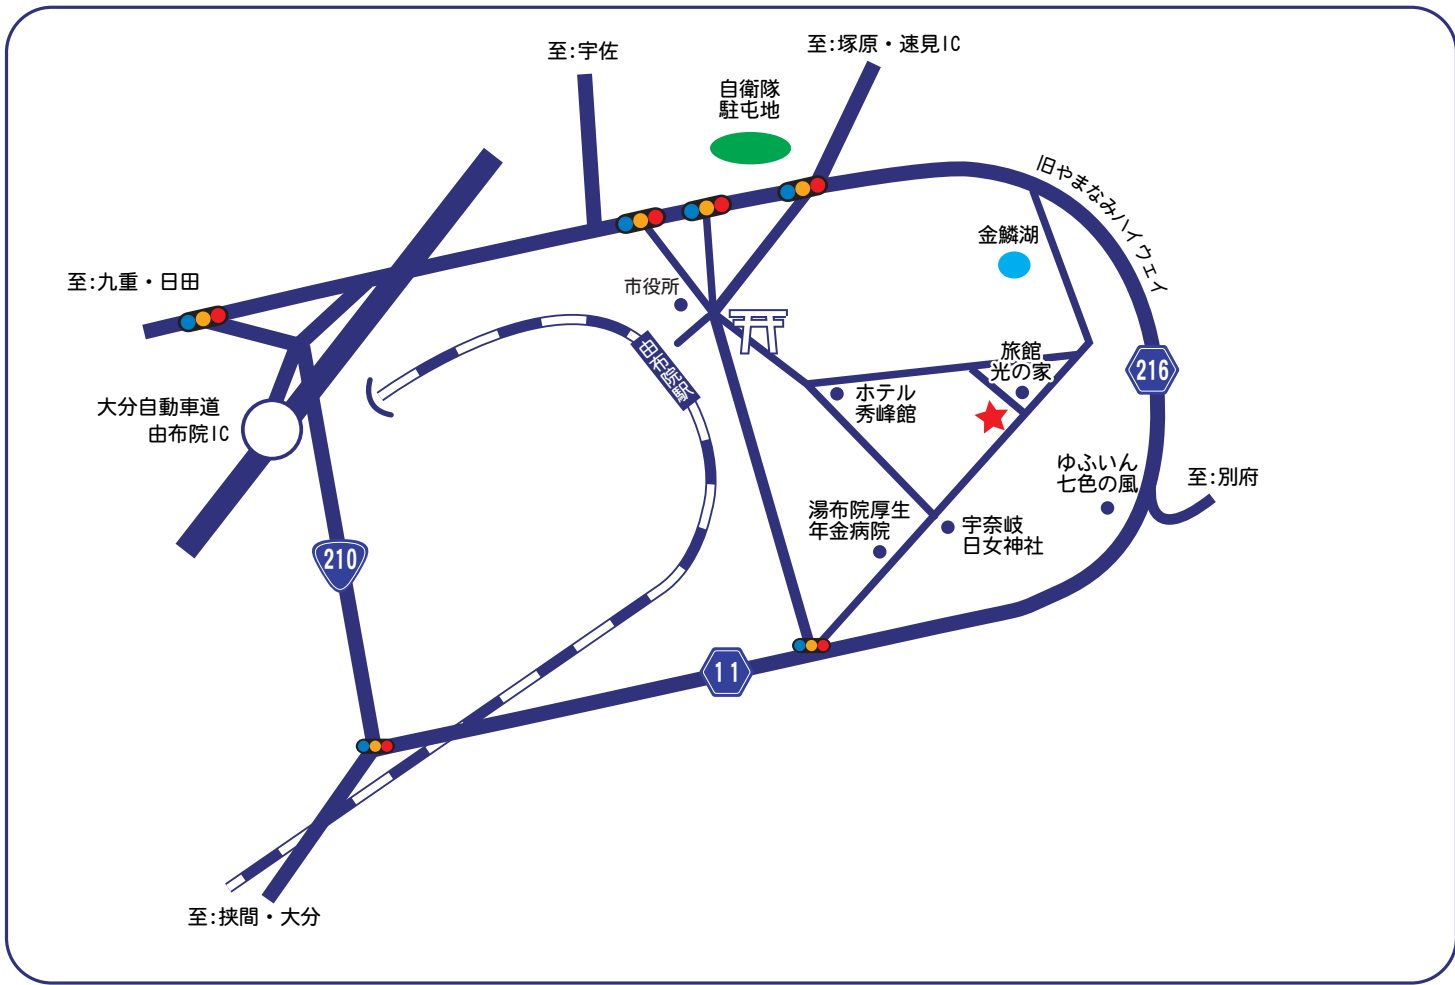 至:宇佐
至:塚原・速見IC
自衛隊
駐屯地
旧やまなみハイウェイ
金鱗湖
至:九重・日田
市役所
由布院駅
旅館
光の家
216
ホテル
秀峰館
大分自動車道
由布院IC
ゆふいん
七色の風
至:別府
湯布院厚生
年金病院
宇奈岐
日女神社
210
11
至:挾間・大分